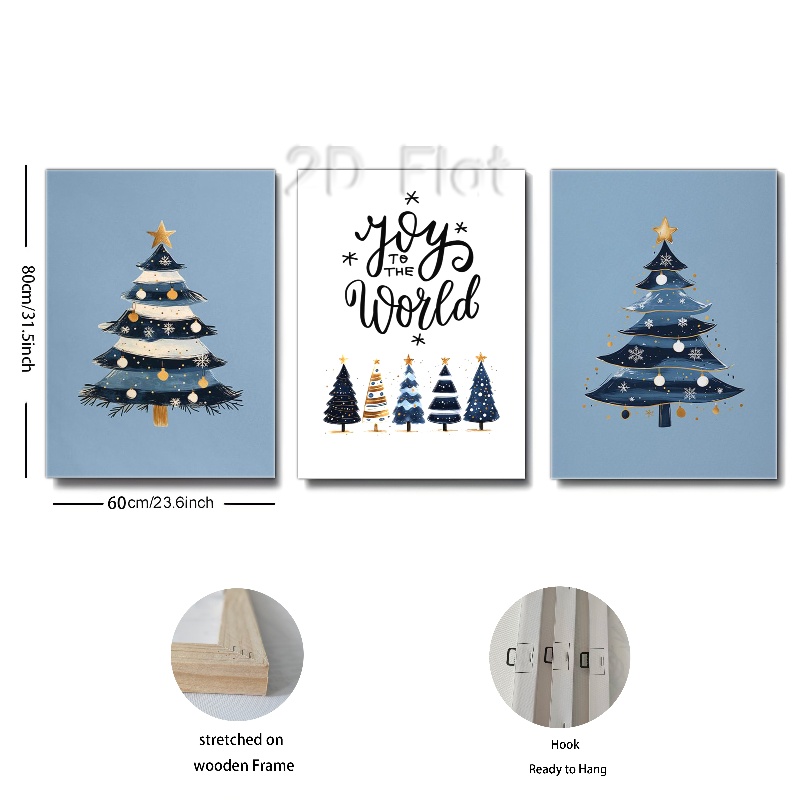 2D Flat
80cm/31.5inch
Joy
TO
THE
World
60cm/23.6inch
stretched on
wooden Frame
Hook
Ready to Hang